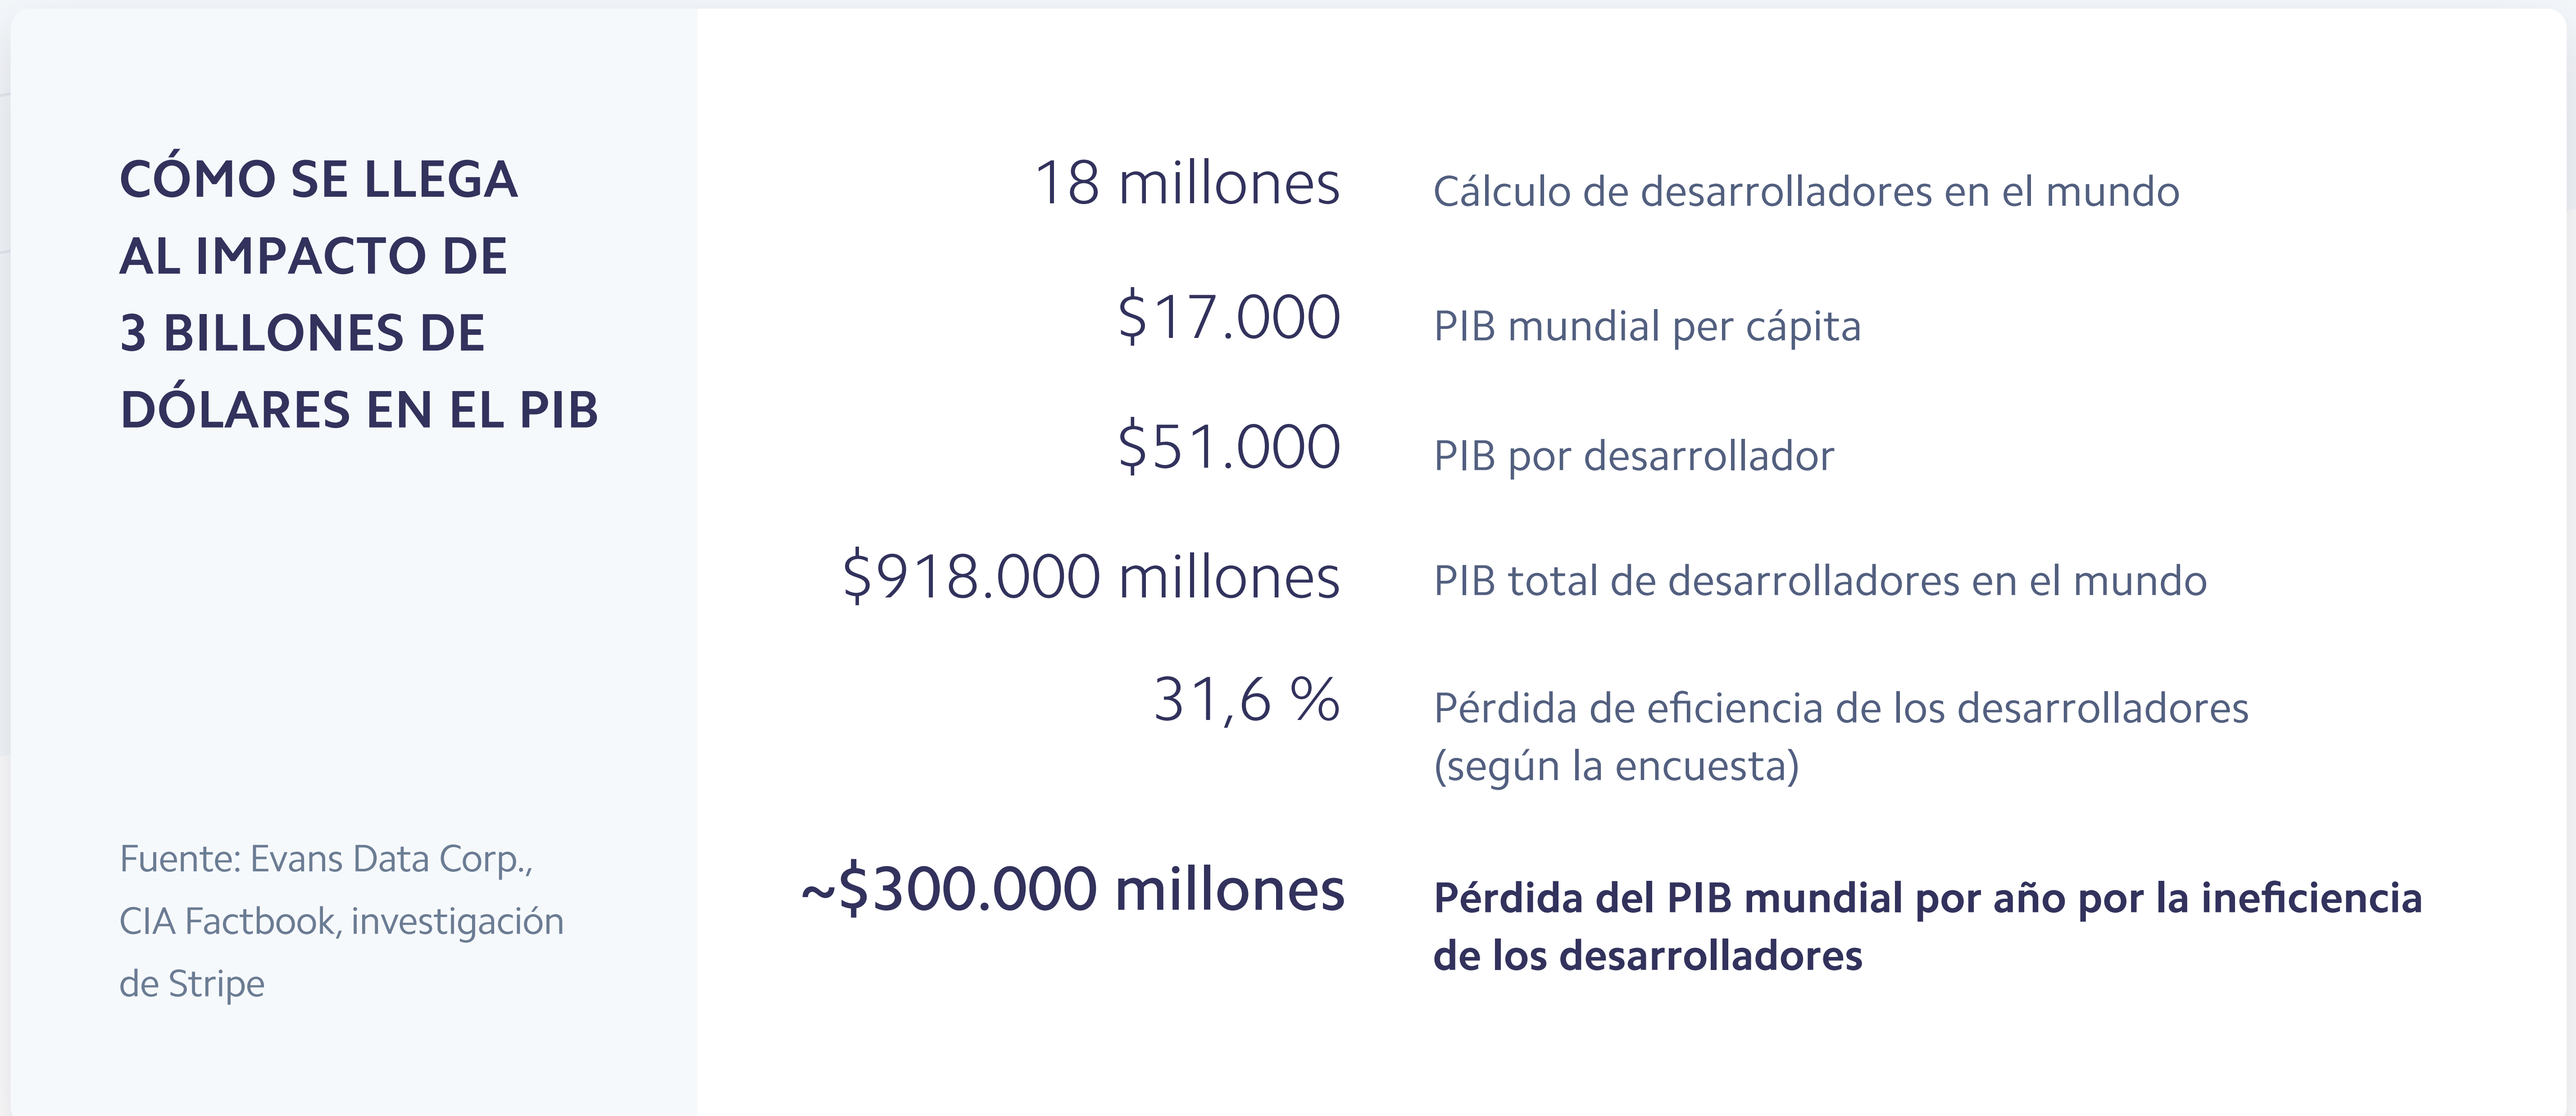 CÓMO SE LLEGA
AL IMPACTO DE
3 BILLONES DE
DÓLARES EN EL PIB
Fuente: Evans Data Corp.,
CIA Factbook, investigación
de Stripe
18 millones Cálculo de desarrolladores en el mundo
$17.000 PIB mundial per cápita
$51.000 PIB por desarrollador
$918.000 millones PIB total de desarrolladores en el mundo
31,6 % Pérdida de eficiencia de los desarrolladores
(según la encuesta)
~$300.000 millones Pérdida del PIB mundial por año por la ineficiencia
de los desarrolladores